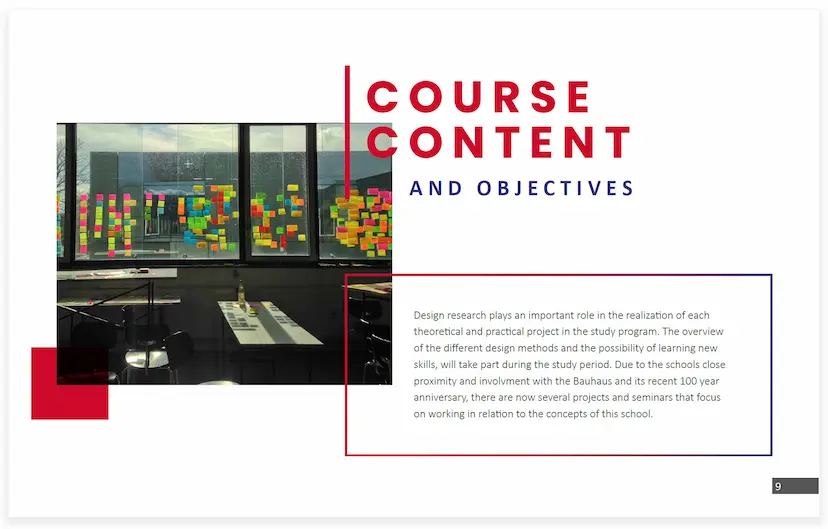 COURSE
CONTENT
AND OBJECTIVES
Design research plays an important role in the realization of each
theoretical and practical project in the study program. The overview
of the different design methods and the possibility of learning new
skills, will take part during the study period. Due to the schools close
proximity and involvment with the Bauhaus and its recent 100 year
anniversary, there are now several projects and seminars that focus
on working in relation to the concepts of this school.
9